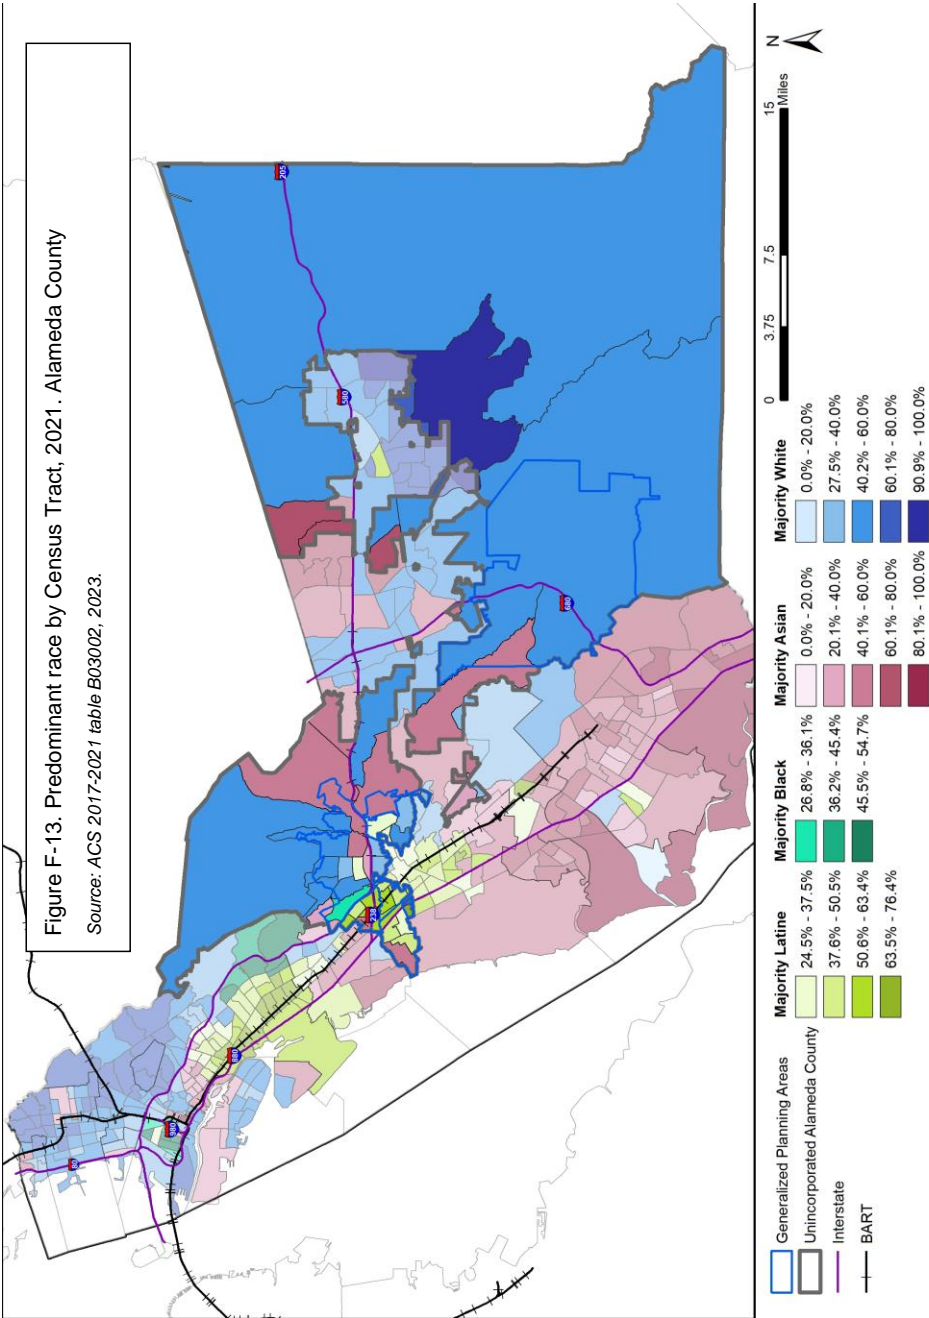 Figure F-13. Predominant race by Census Tract, 2021. Alameda County
Source: ACS 2017-2021 table B03002, 2023.
80
980
880
238
580
205
680
N
0 3.75 7.5 15
Miles
Generalized Planning Areas
Unincorporated Alameda County
Interstate
BART
Majority Latine
24.5% - 37.5%
37.6% - 50.5%
50.6% - 63.4%
63.5% - 76.4%
Majority Black
26.8% - 36.1%
36.2% - 45.4%
45.5% - 54.7%
Majority Asian
0.0% - 20.0%
20.1% - 40.0%
40.1% - 60.0%
60.1% - 80.0%
80.1% - 100.0%
Majority White
0.0% - 20.0%
27.5% - 40.0%
40.2% - 60.0%
60.1% - 80.0%
90.9% - 100.0%